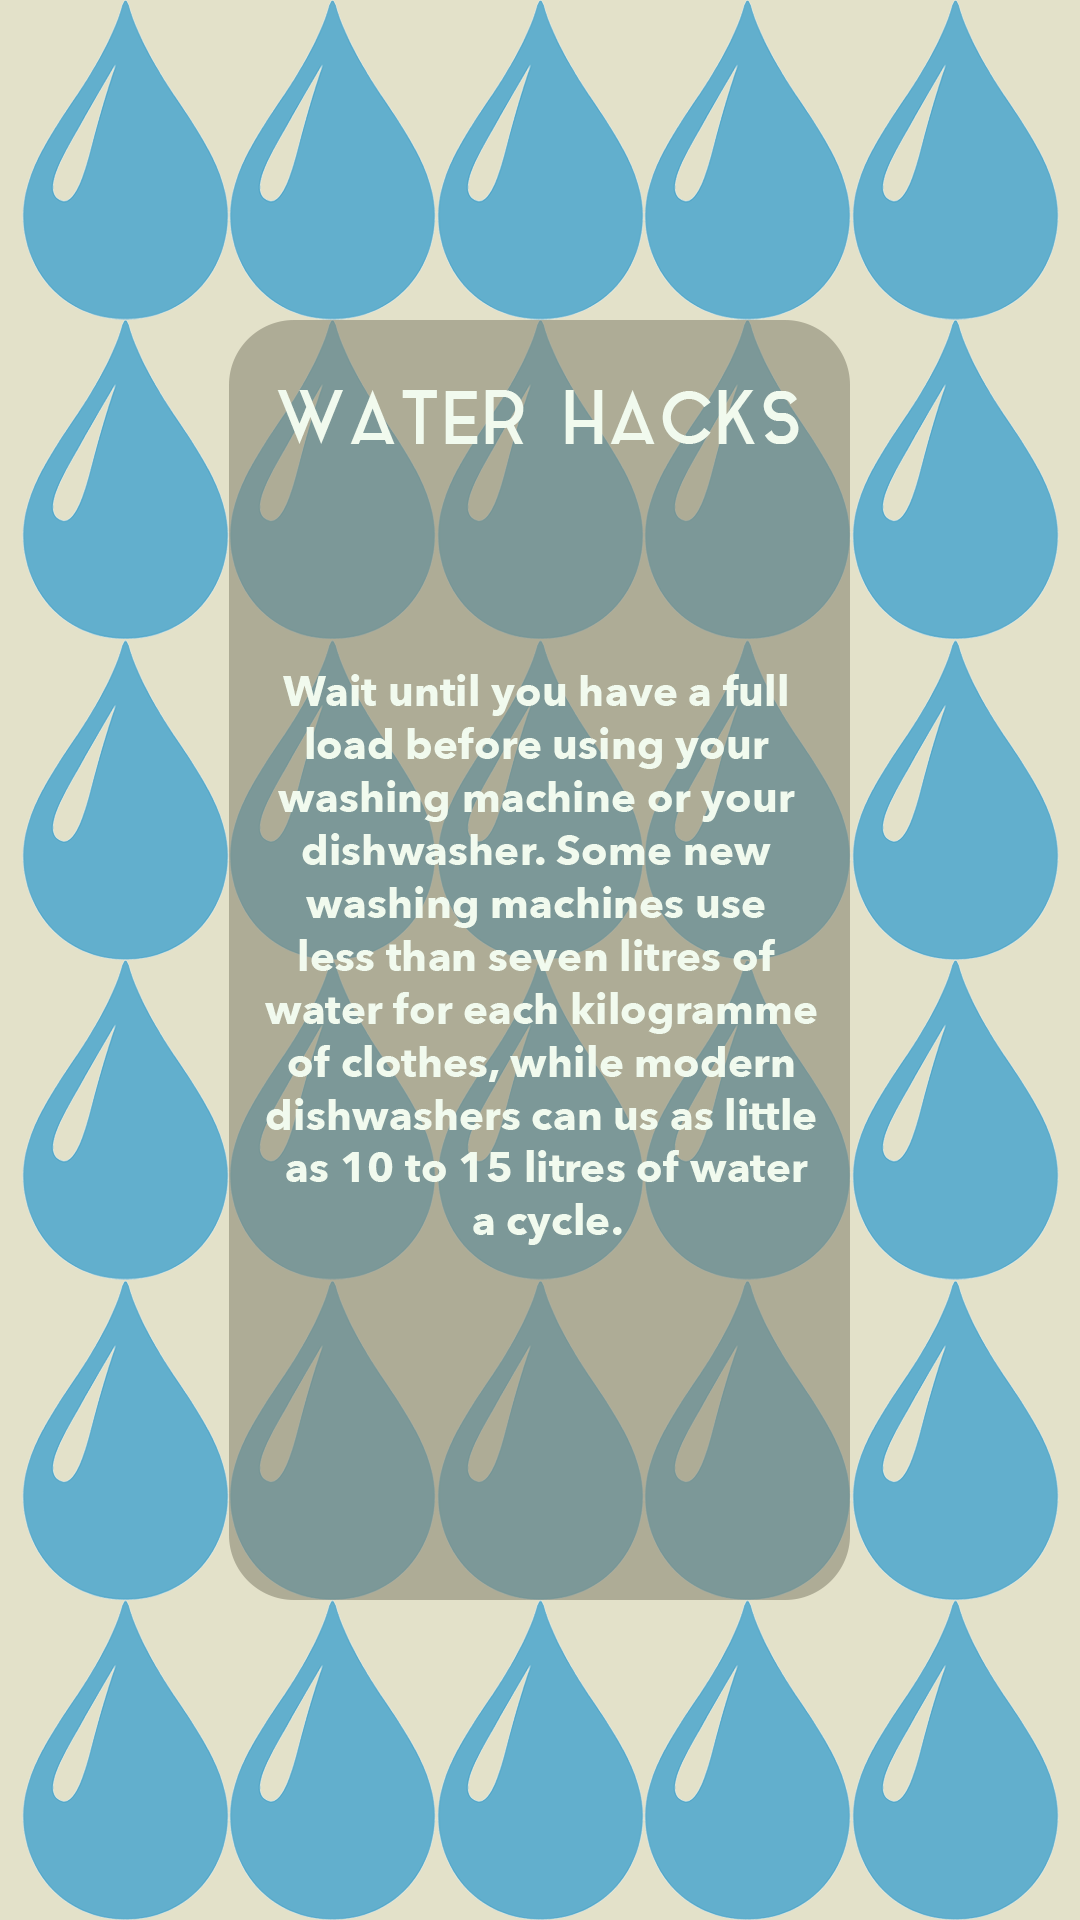 WATER HACKS
Wait until you have a full
load before using your
washing machine or your
dishwasher. Some new
washing machines use
less than seven litres of
water for each kilogramme
of clothes, while modern
dishwashers can us as little
as 10 to 15 litres of water
a cycle.